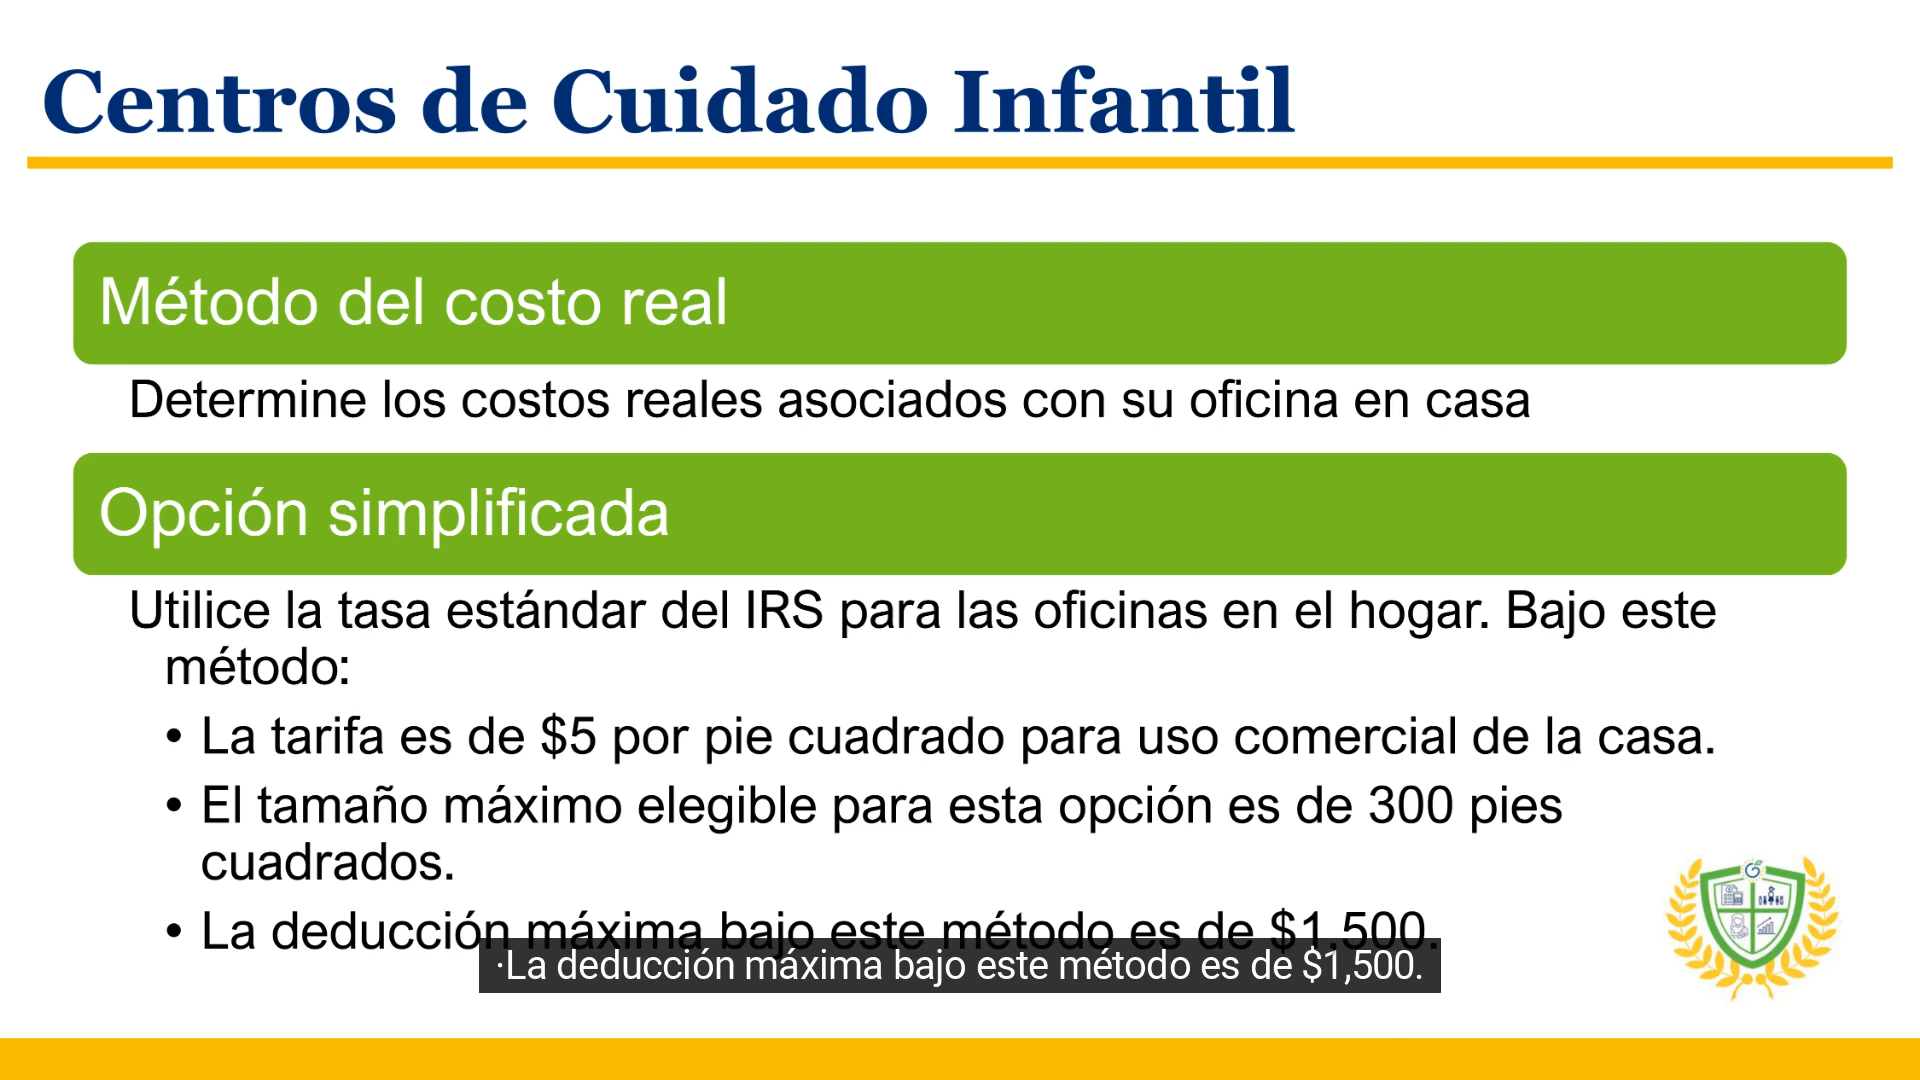 Centros de Cuidado Infantil
Método del costo real
Determine los costos reales asociados con su oficina en casa
Opción simplificada
Utilice la tasa estándar del IRS para las oficinas en el hogar. Bajo este
método:
• La tarifa es de $5 por pie cuadrado para uso comercial de la casa.
• El tamaño máximo elegible para esta opción es de 300 pies
cuadrados.
• La deducción máxima bajo este método es de $1,500.
·La deducción máxima bajo este método es de $1,500.